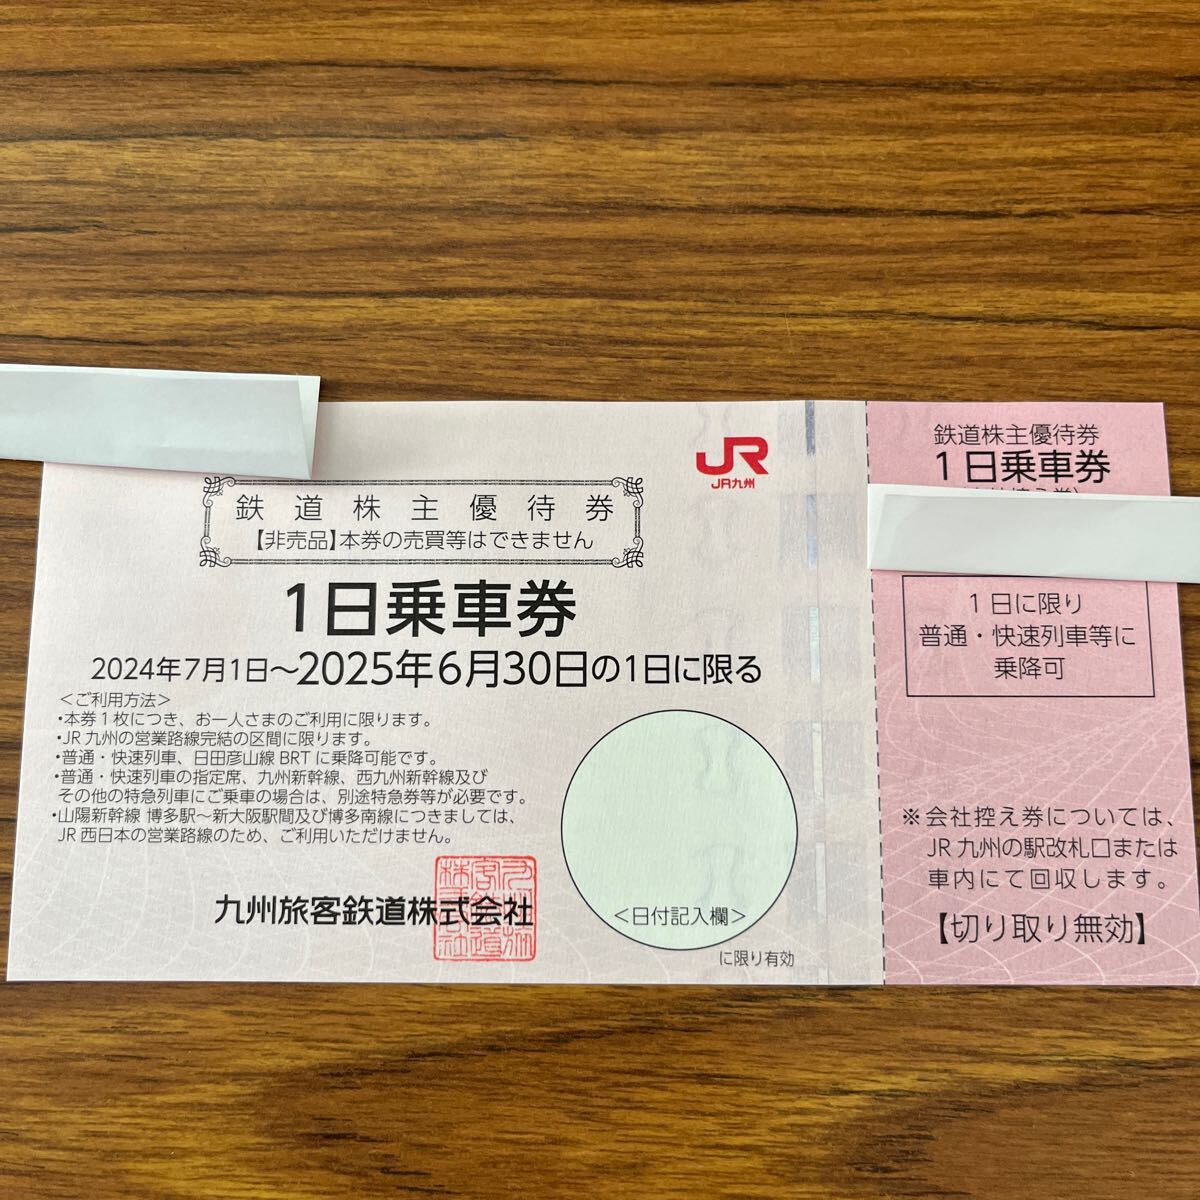 JR
JR九州
鉄道株主優待券
【非売品】本券の売買等はできません
1日乗車券
2024年7月1日～2025年6月30日の1日に限る
＜ご利用方法＞
・本券1枚につき、お一人さまのご利用に限ります。
・JR九州の営業路線完結の区間に限ります。
・普通・快速列車、日田彦山線BRTに乗降可能です。
・普通・快速列車の指定席、九州新幹線、西九州新幹線及び
その他の特急列車にご乗車の場合は、別途特急券等が必要です。
・山陽新幹線 博多駅～新大阪駅間及び博多南線につきましては、
JR西日本の営業路線のため、ご利用いただけません。
九州旅客鉄道株式会社
＜日付記入欄＞
に限り有効
鉄道株主優待券
1日乗車券
1日に限り
普通・快速列車等に
乗降可
※会社控え券については、
JR九州の駅改札口または
車内にて回収します。
【切り取り無効】